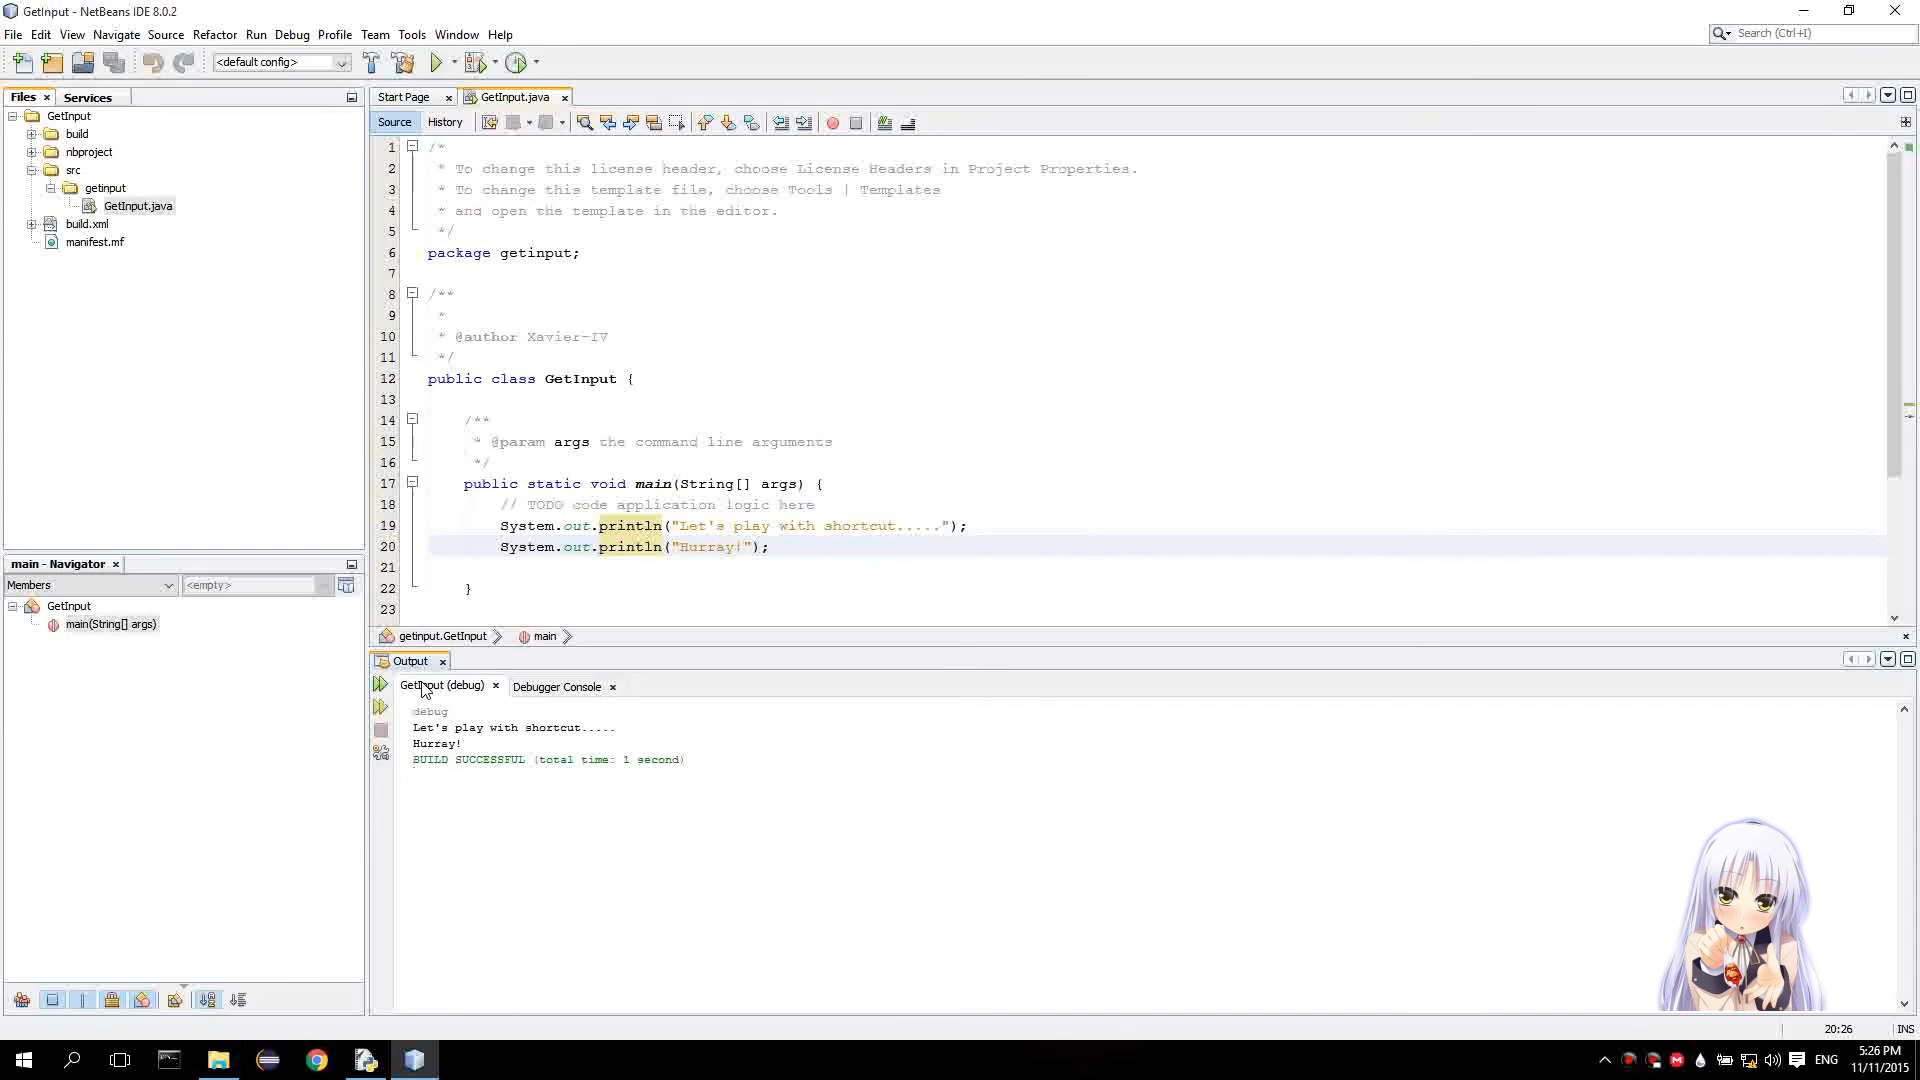 GetInput - NetBeans IDE 8.0.2
File Edit View Navigate Source Refactor Run Debug Profile Team Tools Window Help
Search (Ctrl+I)
<default config>
Files Services
GetInput
build
nbproject
src
getinput
GetInput.java
build.xml
manifest.mf
Start Page GetInput.java
Source History
1 /*
2 * To change this license header, choose License Headers in Project Properties.
3 * To change this template file, choose Tools | Templates
4 * and open the template in the editor.
5 */
6 package getinput;
7
8 /**
9 *
10 * @author Xavier-IV
11 */
12 public class GetInput {
13
14 /**
15 * @param args the command line arguments
16 */
17 public static void main(String[] args) {
18 // TODO code application logic here
19 System.out.println("Let's play with shortcut.....");
20 System.out.println("Hurray!");
21
22 }
23
getinput.GetInput main
main - Navigator
Members <empty>
GetInput
main(String[] args)
Output
GetInput (debug) Debugger Console
debug
Let's play with shortcut.....
Hurray!
BUILD SUCCESSFUL (total time: 1 second)
20:26 INS
ENG
5:26 PM
11/11/2015